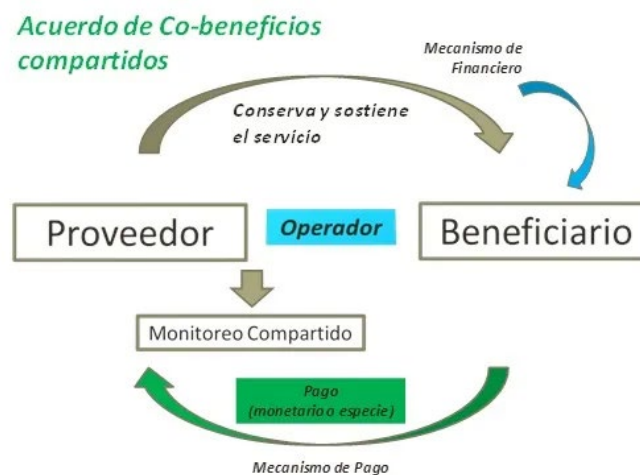 Acuerdo de Co-beneficios
compartidos
Mecanismo de
Financiero
Conserva y sostiene
el servicio
Proveedor
Operador
Beneficiario
Monitoreo Compartido
Pago
(monetario o especie)
Mecanismo de Pago